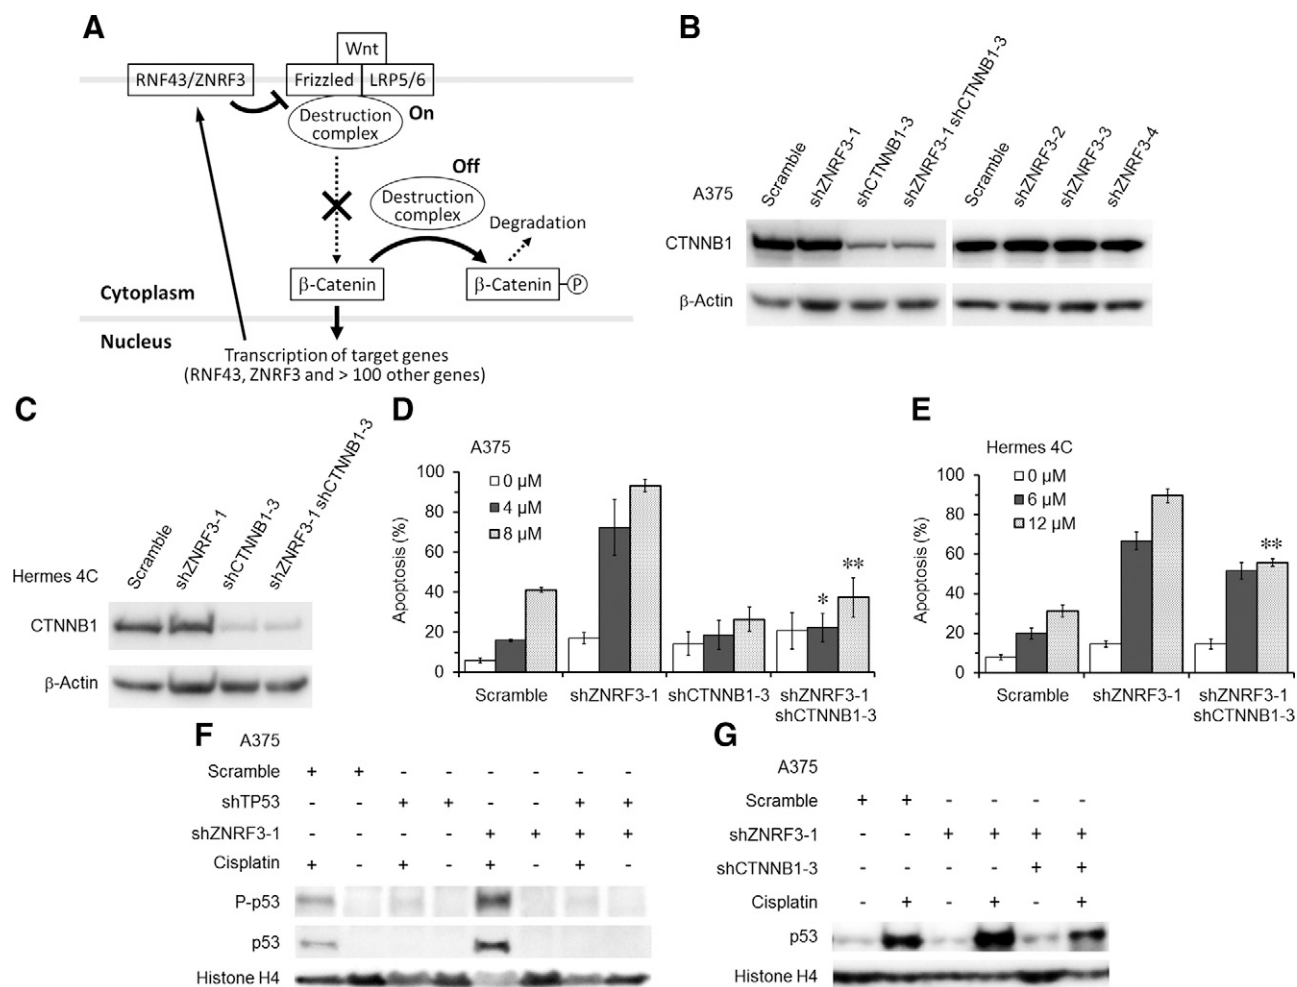 A
Wnt
RNF43/ZNRF3
Frizzled
LRP5/6
Destruction
complex
On
Off
Destruction
complex
Degradation
β-Catenin
β-Catenin
P
Cytoplasm
Nucleus
Transcription of target genes
(RNF43, ZNRF3 and > 100 other genes)
B
A375
Scramble
shZNRF3-1
shCTNNB1-3
shZNRF3-1 shCTNNB1-3
Scramble
shZNRF3-2
shZNRF3-3
shZNRF3-4
CTNNB1
β-Actin
C
Hermes 4C
Scramble
shZNRF3-1
shCTNNB1-3
shZNRF3-1 shCTNNB1-3
CTNNB1
β-Actin
D
A375
0 µM
4 µM
8 µM
Apoptosis (%)
100
80
60
40
20
0
* **
Scramble shZNRF3-1 shCTNNB1-3 shZNRF3-1
shCTNNB1-3
E
Hermes 4C
0 µM
6 µM
12 µM
Apoptosis (%)
100
80
60
40
20
0
**
Scramble shZNRF3-1 shZNRF3-1
shCTNNB1-3
F
A375
Scramble + + - - - - - -
shTP53 - - + + - - + +
shZNRF3-1 - - - - + + + +
Cisplatin + - + - + - + -
P-p53
p53
Histone H4
G
A375
Scramble + + - - - -
shZNRF3-1 - - + + + +
shCTNNB1-3 - - - - + +
Cisplatin - + - + - +
p53
Histone H4